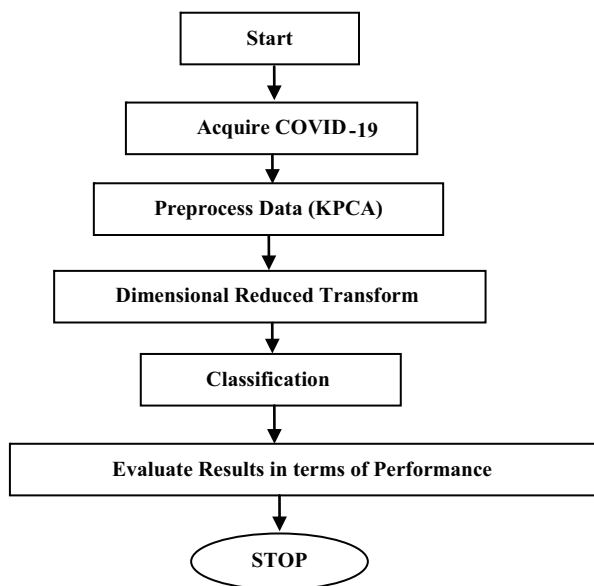 Start
Acquire COVID-19
Preprocess Data (KPCA)
Dimensional Reduced Transform
Classification
Evaluate Results in terms of Performance
STOP